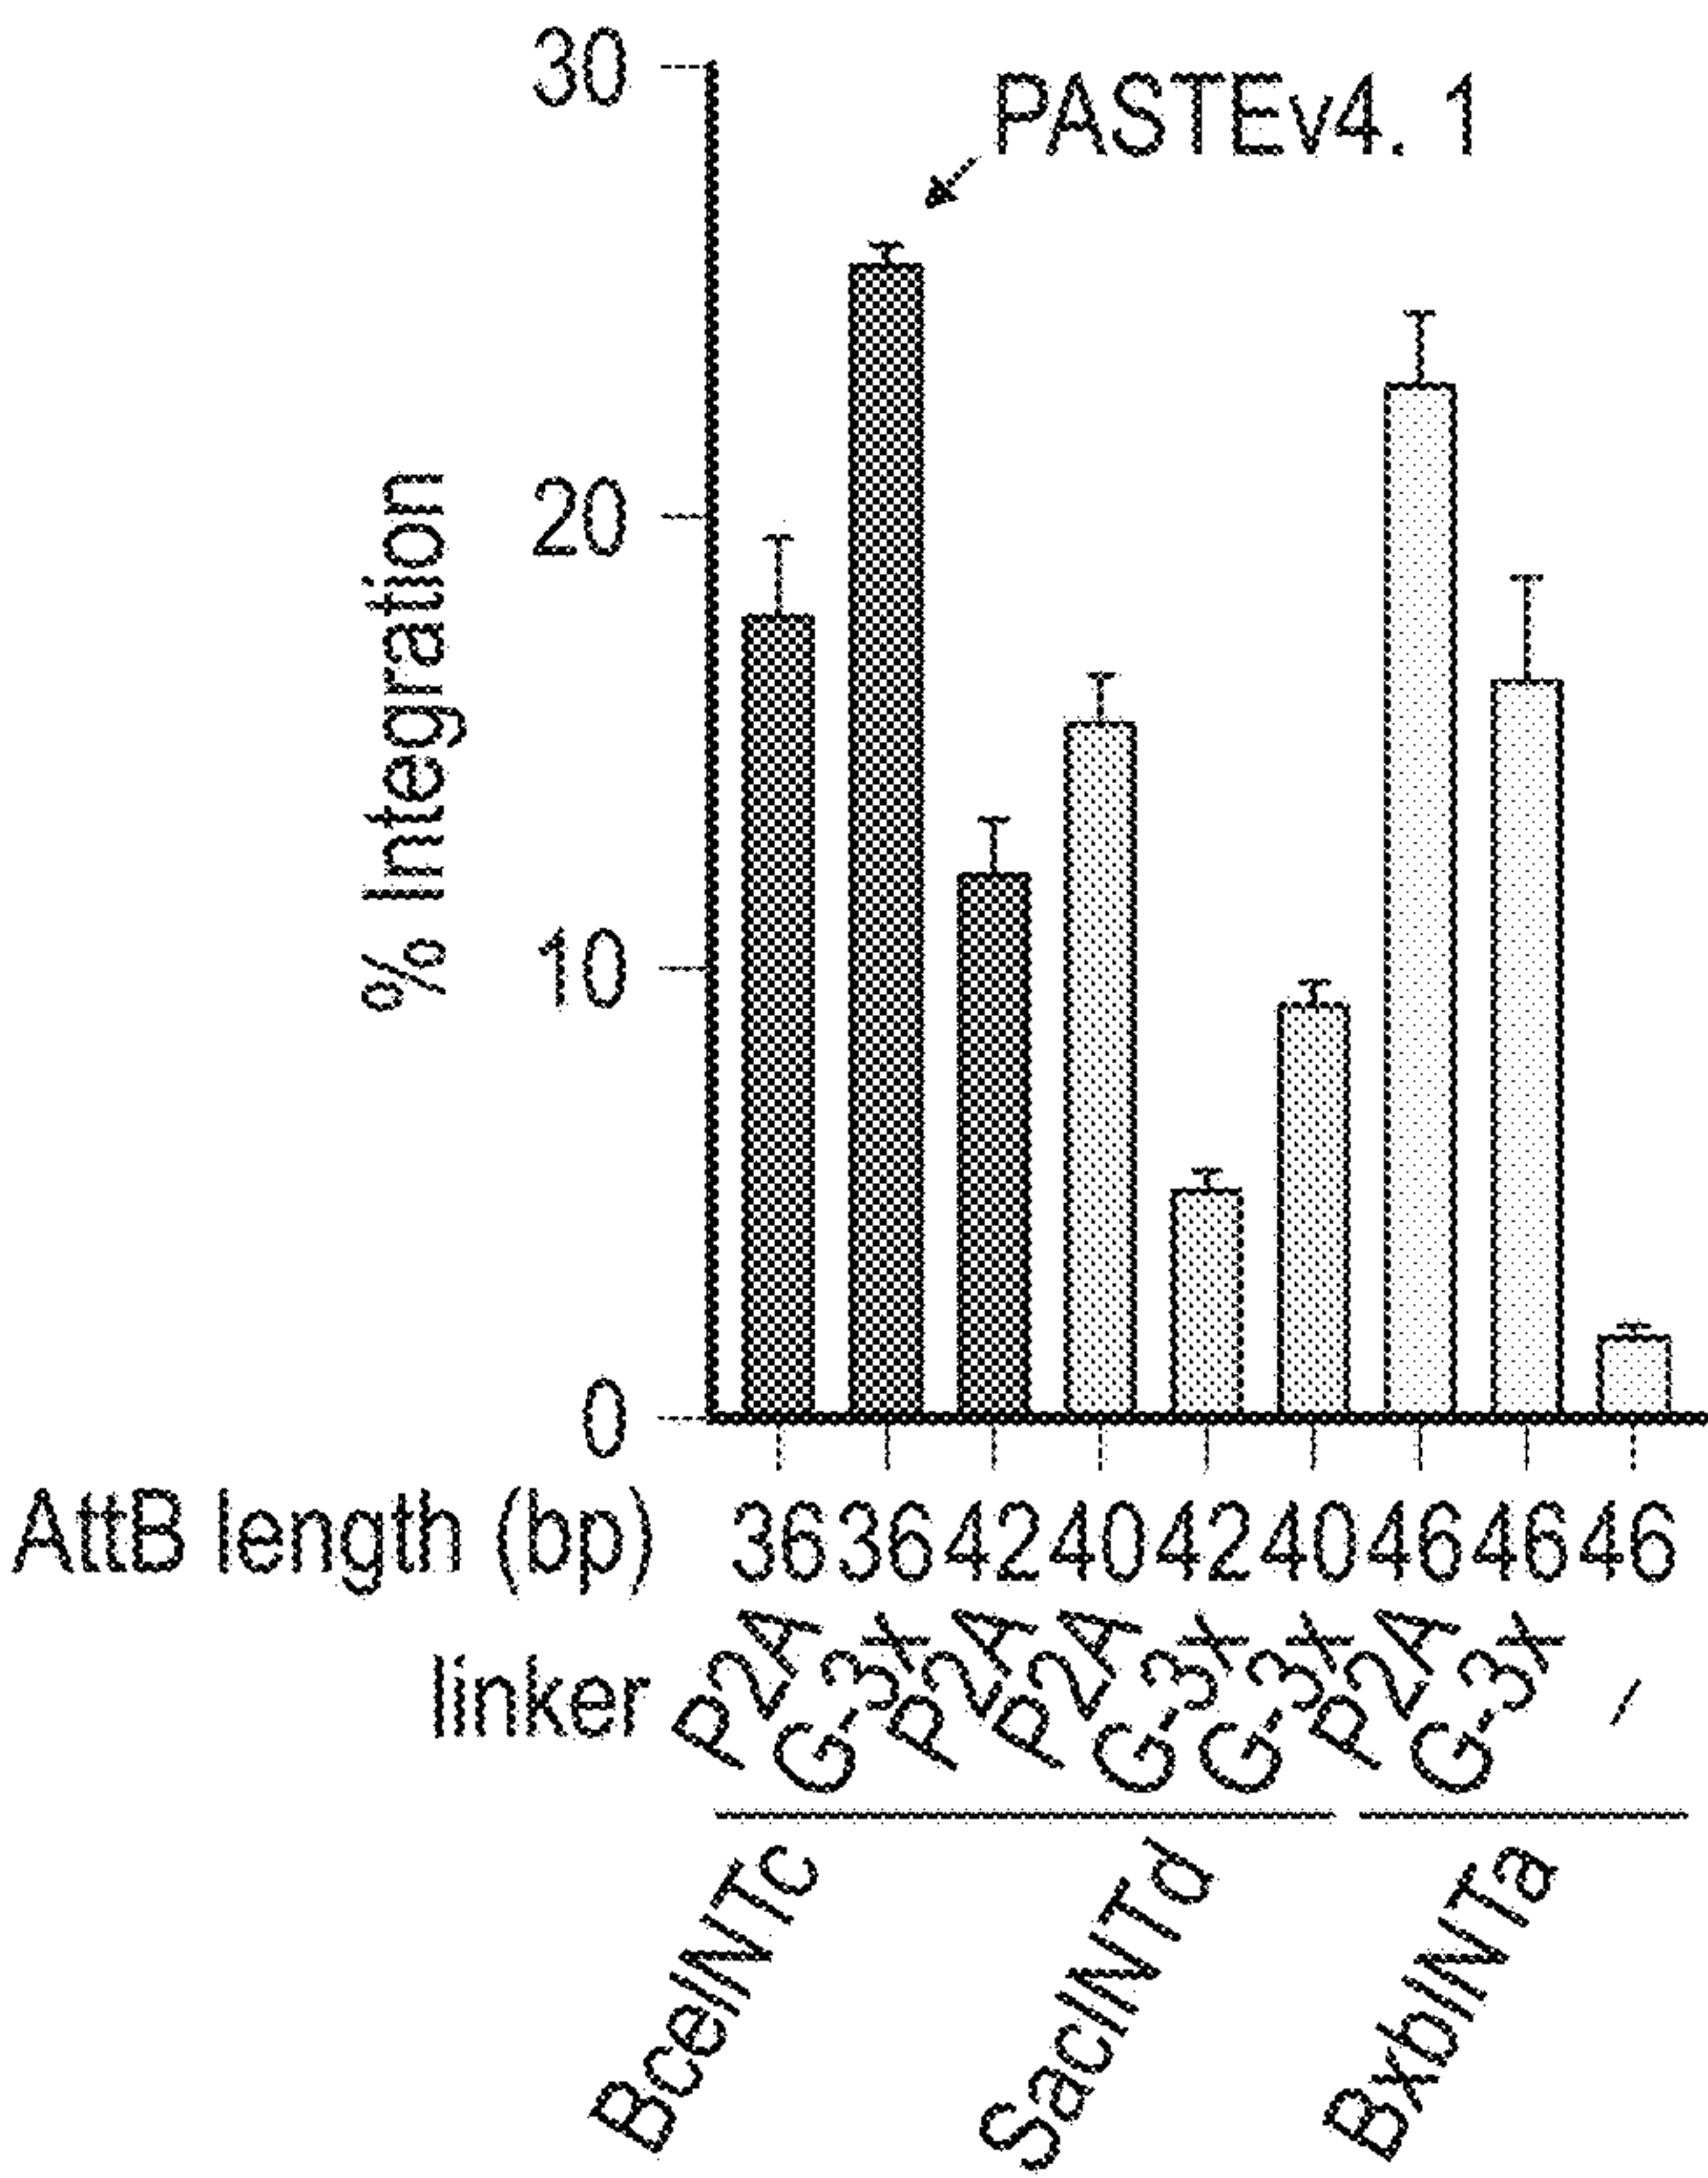 30
PASTEv4. 1
20
10
0
% Integration
AttB length (bp) 36 36 42 40 42 40 46 46 46
linker P2A G-3x P2A P2A G-3x G-3x P2A G-3x -
BceINTc SacINTd BxbINTa